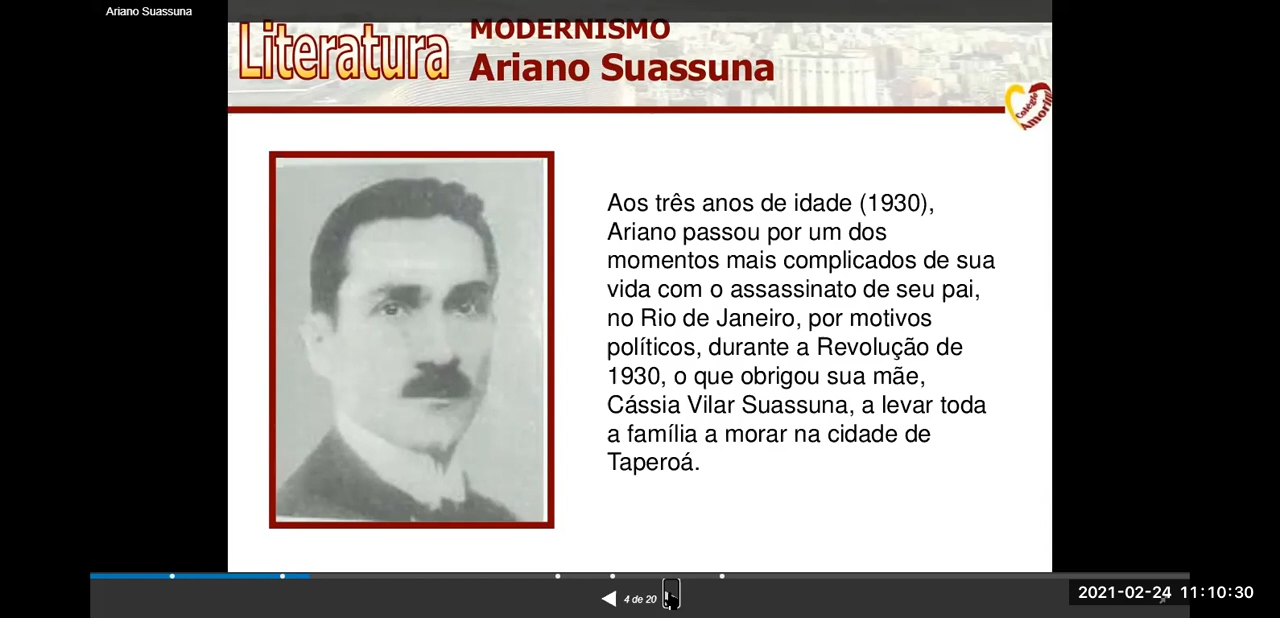 Ariano Suassuna
Literatura
MODERNISMO
Ariano Suassuna
Colégio
Amorim
Aos três anos de idade (1930),
Ariano passou por um dos
momentos mais complicados de sua
vida com o assassinato de seu pai,
no Rio de Janeiro, por motivos
políticos, durante a Revolução de
1930, o que obrigou sua mãe,
Cássia Vilar Suassuna, a levar toda
a família a morar na cidade de
Taperoá.
4 de 20
2021-02-24 11:10:30